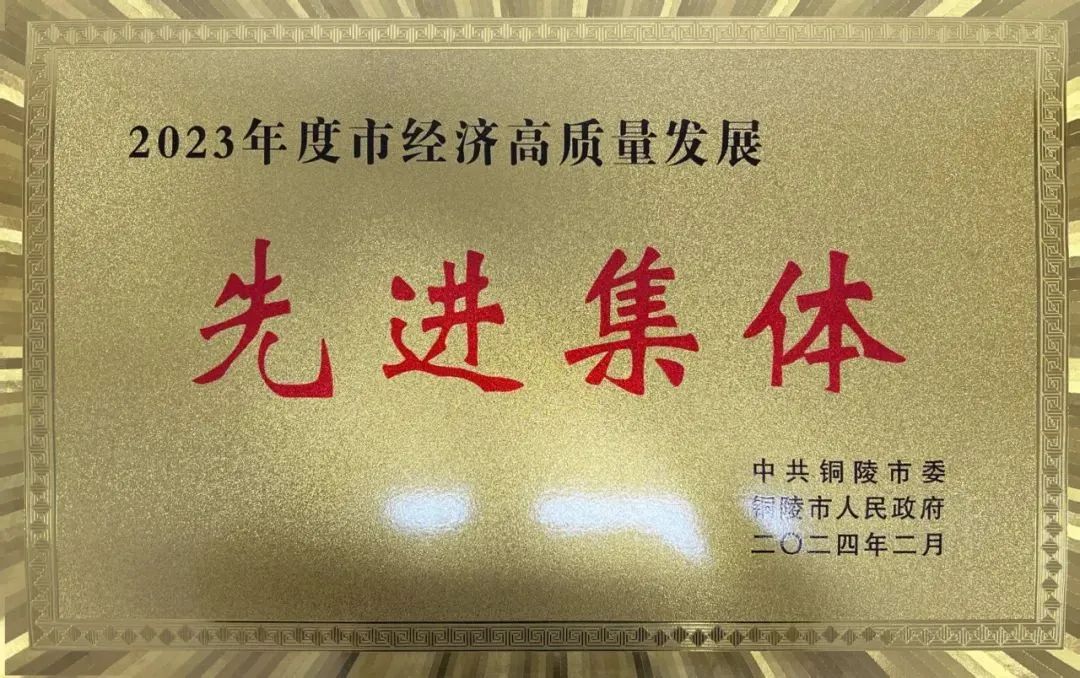 2023年度市经济高质量发展
先进集体
中共铜陵市委
铜陵市人民政府
二〇二四年二月